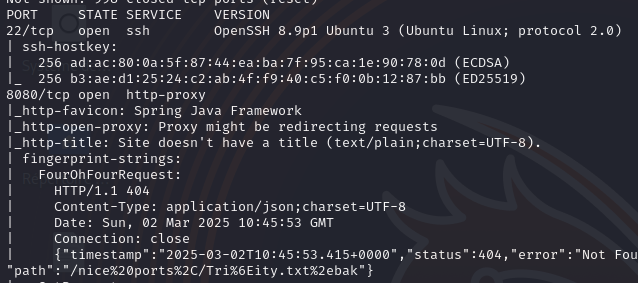 Not shown: 998 closed tcp ports (reset)
PORT     STATE SERVICE    VERSION
22/tcp   open  ssh        OpenSSH 8.9p1 Ubuntu 3 (Ubuntu Linux; protocol 2.0)
| ssh-hostkey:
|   256 ad:ac:80:0a:5f:87:44:ea:ba:7f:95:ca:1e:90:78:0d (ECDSA)
|_  256 b3:ae:d1:25:24:c2:ab:4f:f9:40:c5:f0:0b:12:87:bb (ED25519)
8080/tcp open  http-proxy
|_http-favicon: Spring Java Framework
|_http-open-proxy: Proxy might be redirecting requests
|_http-title: Site doesn't have a title (text/plain;charset=UTF-8).
| fingerprint-strings:
|   FourOhFourRequest:
|     HTTP/1.1 404
|     Content-Type: application/json;charset=UTF-8
|     Date: Sun, 02 Mar 2025 10:45:53 GMT
|     Connection: close
|     {"timestamp":"2025-03-02T10:45:53.415+0000","status":404,"error":"Not Fou
"path":"/nice%20ports%2C/Tri%6Eity.txt%2ebak"}